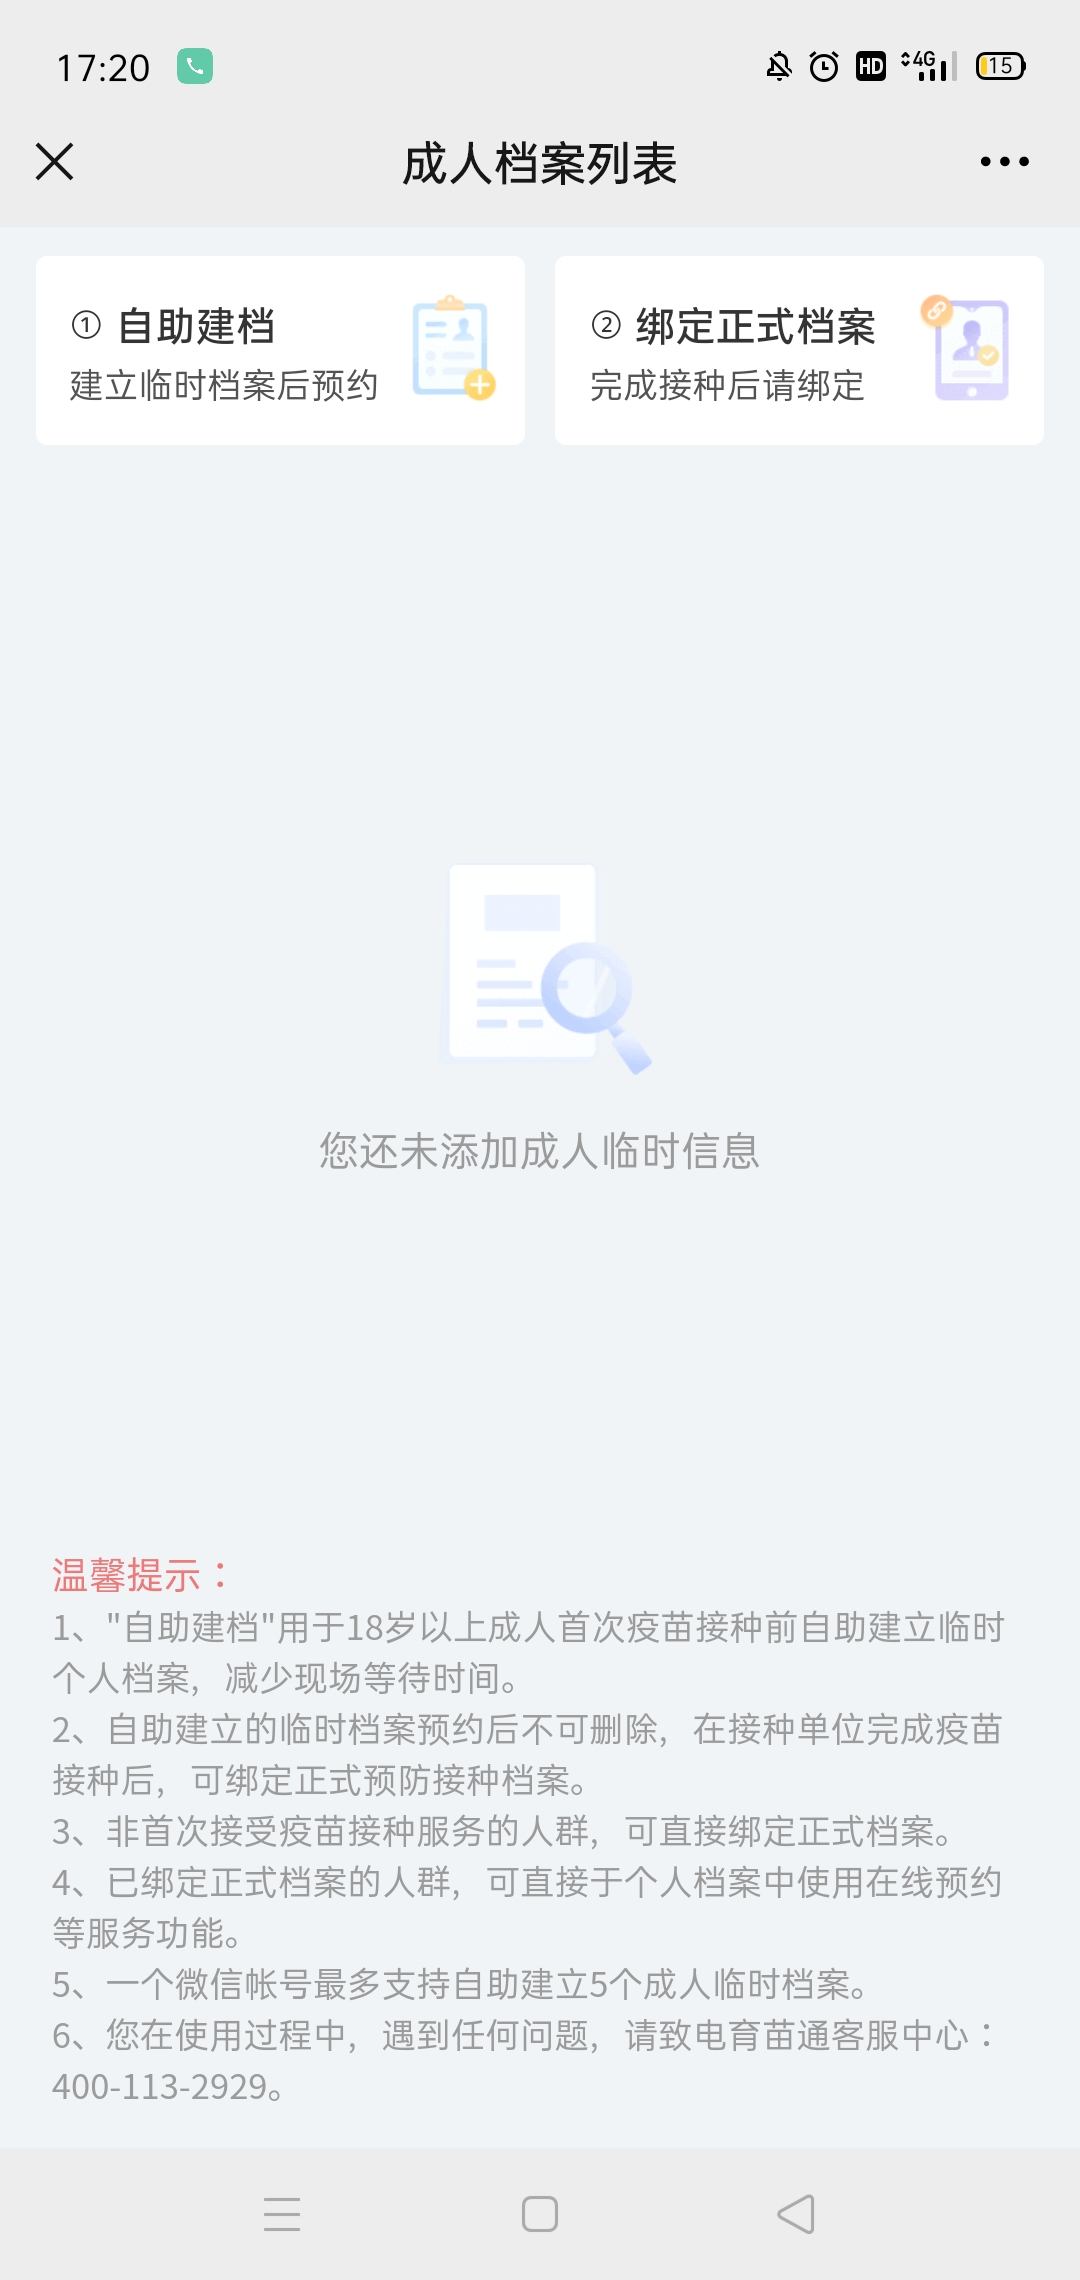 17:20
HD 4G 15
成人档案列表
① 自助建档
建立临时档案后预约
② 绑定正式档案
完成接种后请绑定
您还未添加成人临时信息
温馨提示：
1、"自助建档"用于18岁以上成人首次疫苗接种前自助建立临时
个人档案，减少现场等待时间。
2、自助建立的临时档案预约后不可删除，在接种单位完成疫苗
接种后，可绑定正式预防接种档案。
3、非首次接受疫苗接种服务的人群，可直接绑定正式档案。
4、已绑定正式档案的人群，可直接于个人档案中使用在线预约
等服务功能。
5、一个微信帐号最多支持自助建立5个成人临时档案。
6、您在使用过程中，遇到任何问题，请致电育苗通客服中心：
400-113-2929。